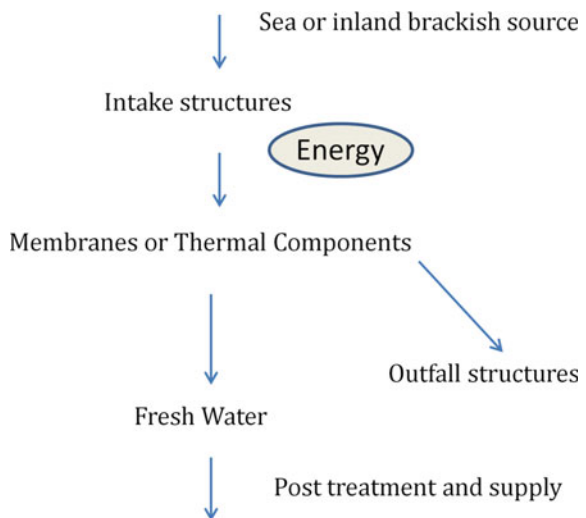 Sea or inland brackish source
Intake structures
Energy
Membranes or Thermal Components
Outfall structures
Fresh Water
Post treatment and supply